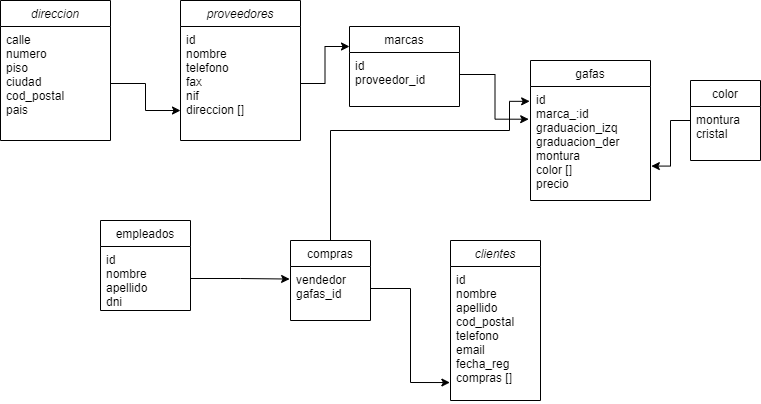 direccion
calle
numero
piso
ciudad
cod_postal
pais
proveedores
id
nombre
telefono
fax
nif
direccion []
marcas
id
proveedor_id
gafas
id
marca_:id
graduacion_izq
graduacion_der
montura
color []
precio
color
montura
cristal
empleados
id
nombre
apellido
dni
compras
vendedor
gafas_id
clientes
id
nombre
apellido
cod_postal
telefono
email
fecha_reg
compras []